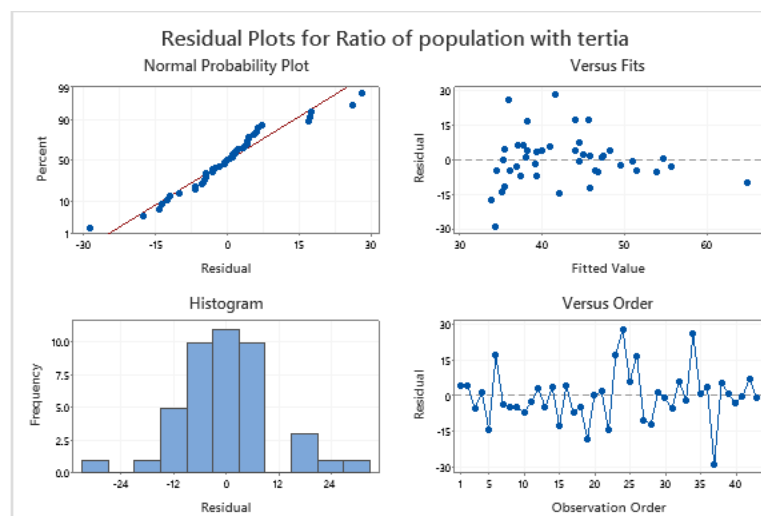 Residual Plots for Ratio of population with tertia
Normal Probability Plot
99
90
50
10
1
Percent
-30 -15 0 15 30
Residual
Versus Fits
30
15
0
-15
-30
Residual
30 40 50 60
Fitted Value
Histogram
10.0
7.5
5.0
2.5
0.0
Frequency
-24 -12 0 12 24
Residual
Versus Order
30
15
0
-15
-30
Residual
1 5 10 15 20 25 30 35 40
Observation Order